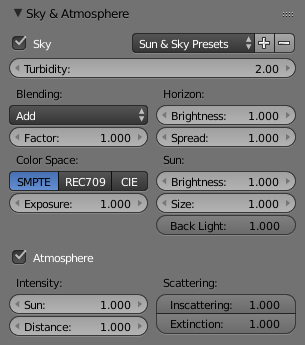 Sky & Atmosphere
Sky Sun & Sky Presets
Turbidity: 2.00
Blending: Horizon:
Add Brightness: 1.000
Factor: 1.000 Spread: 1.000
Color Space: Sun:
SMPTE REC709 CIE Brightness: 1.000
Exposure: 1.000 Size: 1.000
Back Light: 1.000
Atmosphere
Intensity: Scattering:
Sun: 1.000 Inscattering: 1.000
Distance: 1.000 Extinction: 1.000